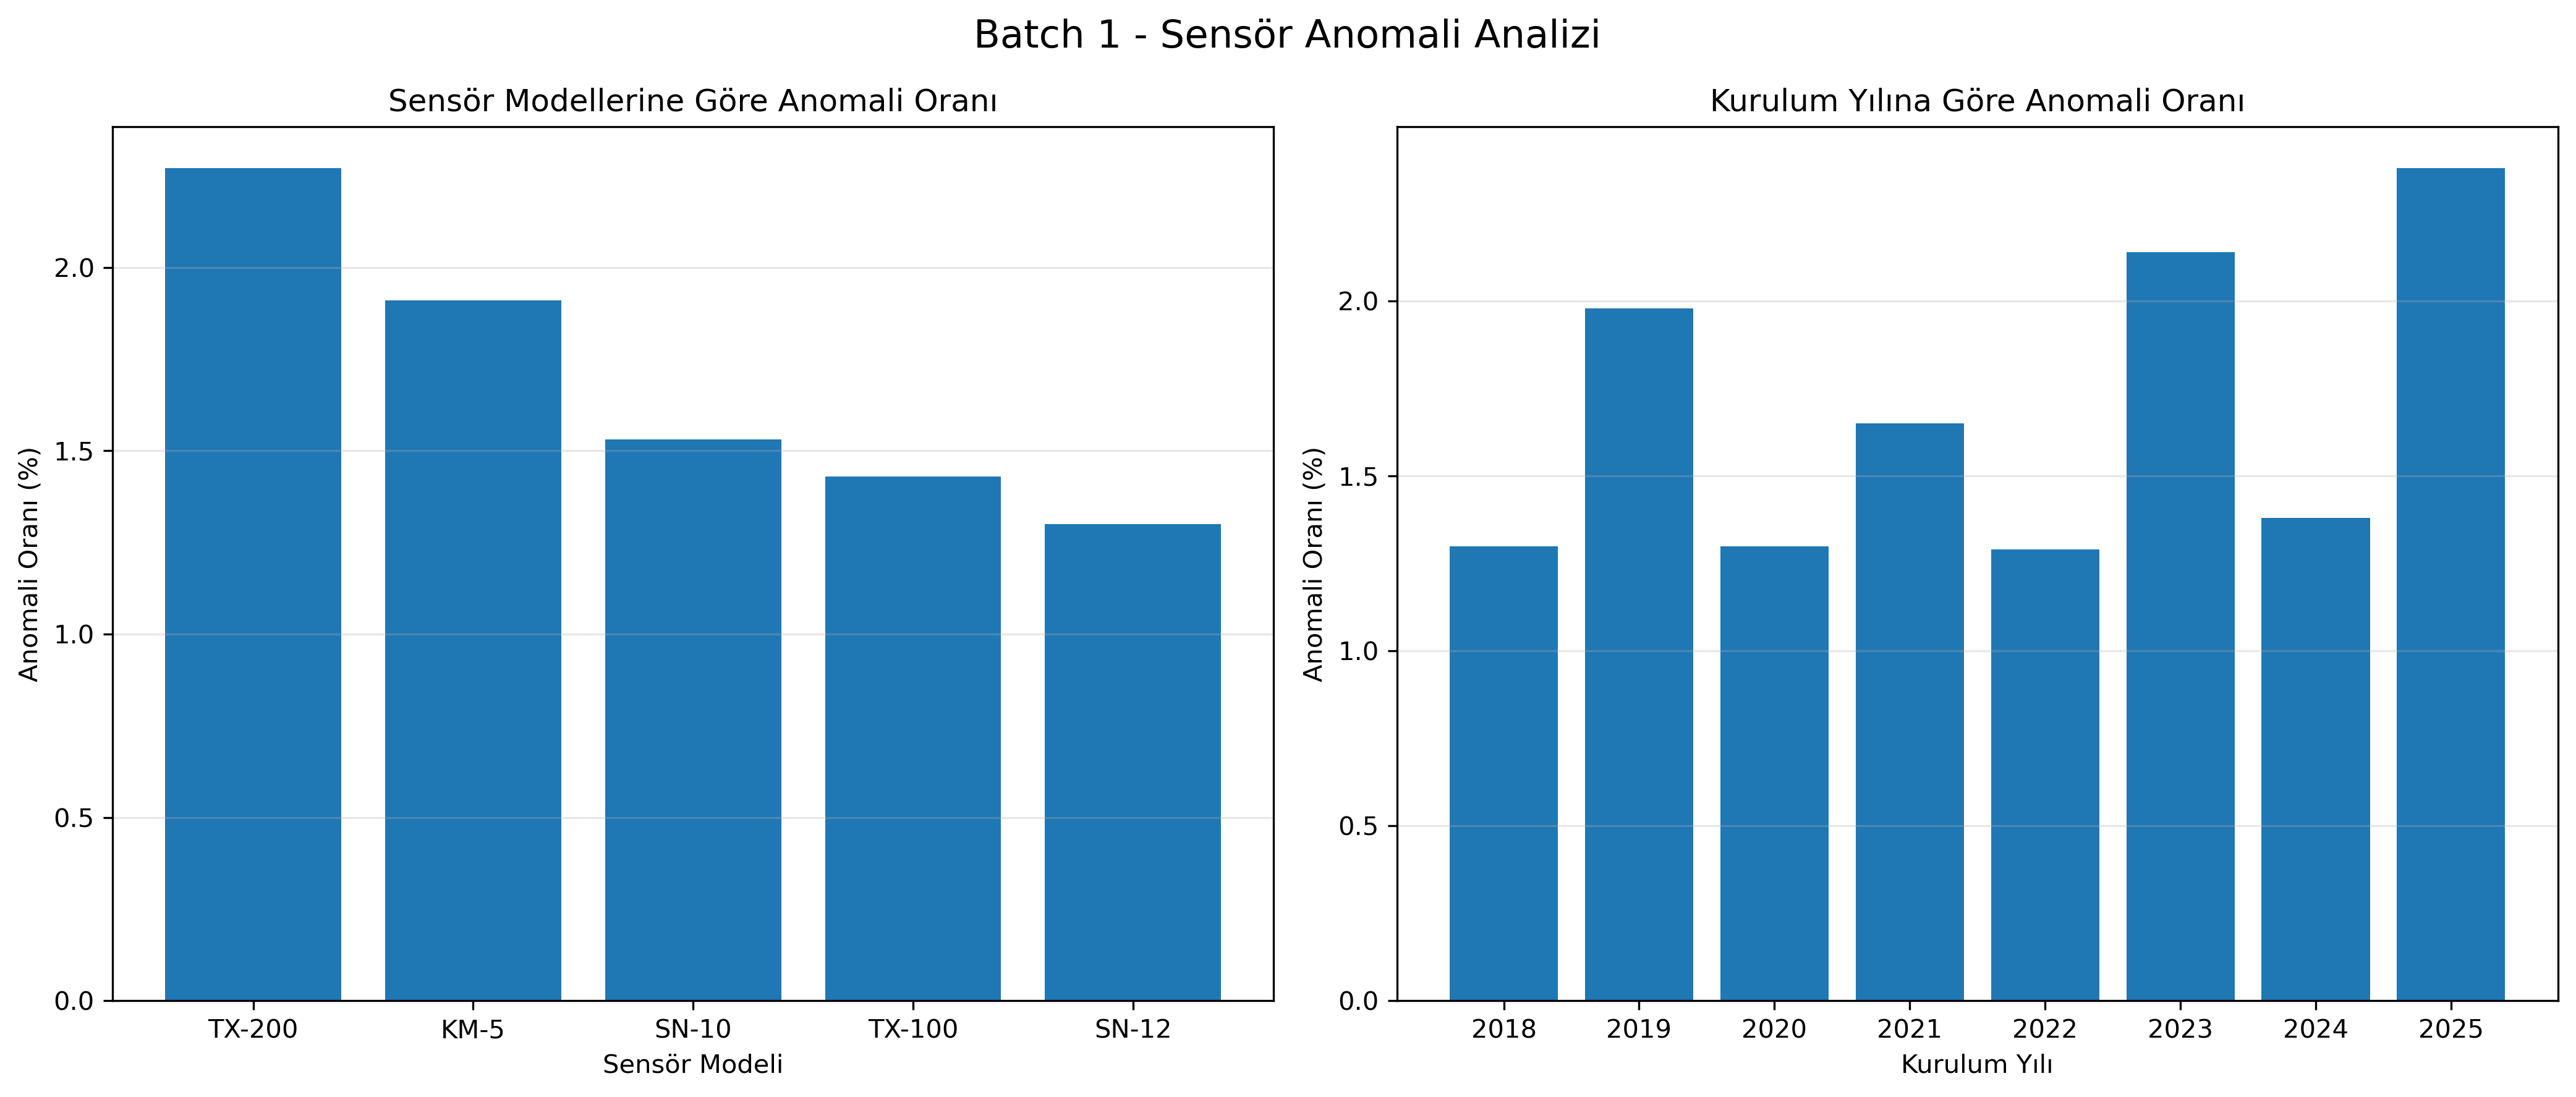 Batch 1 - Sensör Anomali Analizi
Sensör Modellerine Göre Anomali Oranı
Anomali Oranı (%)
2.0
1.5
1.0
0.5
0.0
TX-200 KM-5 SN-10 TX-100 SN-12
Sensör Modeli
Kurulum Yılına Göre Anomali Oranı
Anomali Oranı (%)
2.0
1.5
1.0
0.5
0.0
2018 2019 2020 2021 2022 2023 2024 2025
Kurulum Yılı